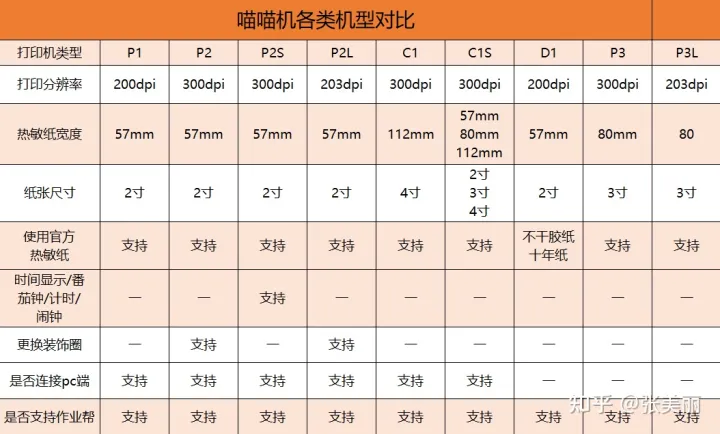 喵喵机各类机型对比
打印机类型 P1 P2 P2S P2L C1 C1S D1 P3 P3L
打印分辨率 200dpi 300dpi 300dpi 203dpi 300dpi 300dpi 200dpi 300dpi 203dpi
热敏纸宽度 57mm 57mm 57mm 57mm 112mm 57mm 80mm 112mm 57mm 80mm 80
纸张尺寸 2寸 2寸 2寸 2寸 4寸 2寸 3寸 4寸 2寸 3寸 3寸
使用官方热敏纸 支持 支持 支持 支持 支持 支持 不干胶纸十年纸 支持 支持
时间显示/番茄钟/计时/闹钟 — — 支持 — — — — — —
更换装饰圈 — 支持 — 支持 — — — — —
是否连接pc端 支持 支持 支持 支持 支持 支持 — — —
是否支持作业帮 支持 支持 支持 支持 支持 支持 支持 支持 支持
知乎 @张美丽